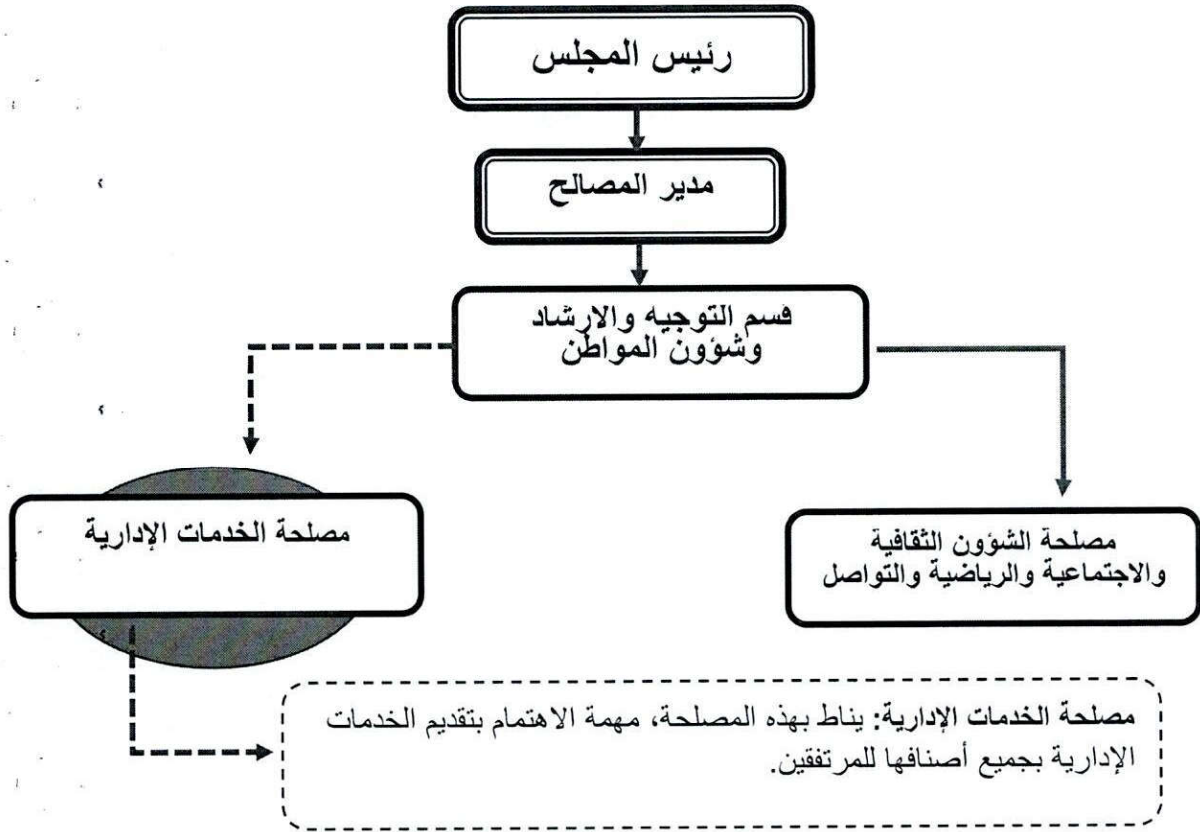 رئيس المجلس
مدير المصالح
قسم التوجيه والارشاد
وشؤون المواطن
مصلحة الشؤون الثقافية
والاجتماعية والرياضية والتواصل
مصلحة الخدمات الإدارية
مصلحة الخدمات الإدارية: يناط بهذه المصلحة، مهمة الاهتمام بتقديم الخدمات
الإدارية بجميع أصنافها للمرتفقين.